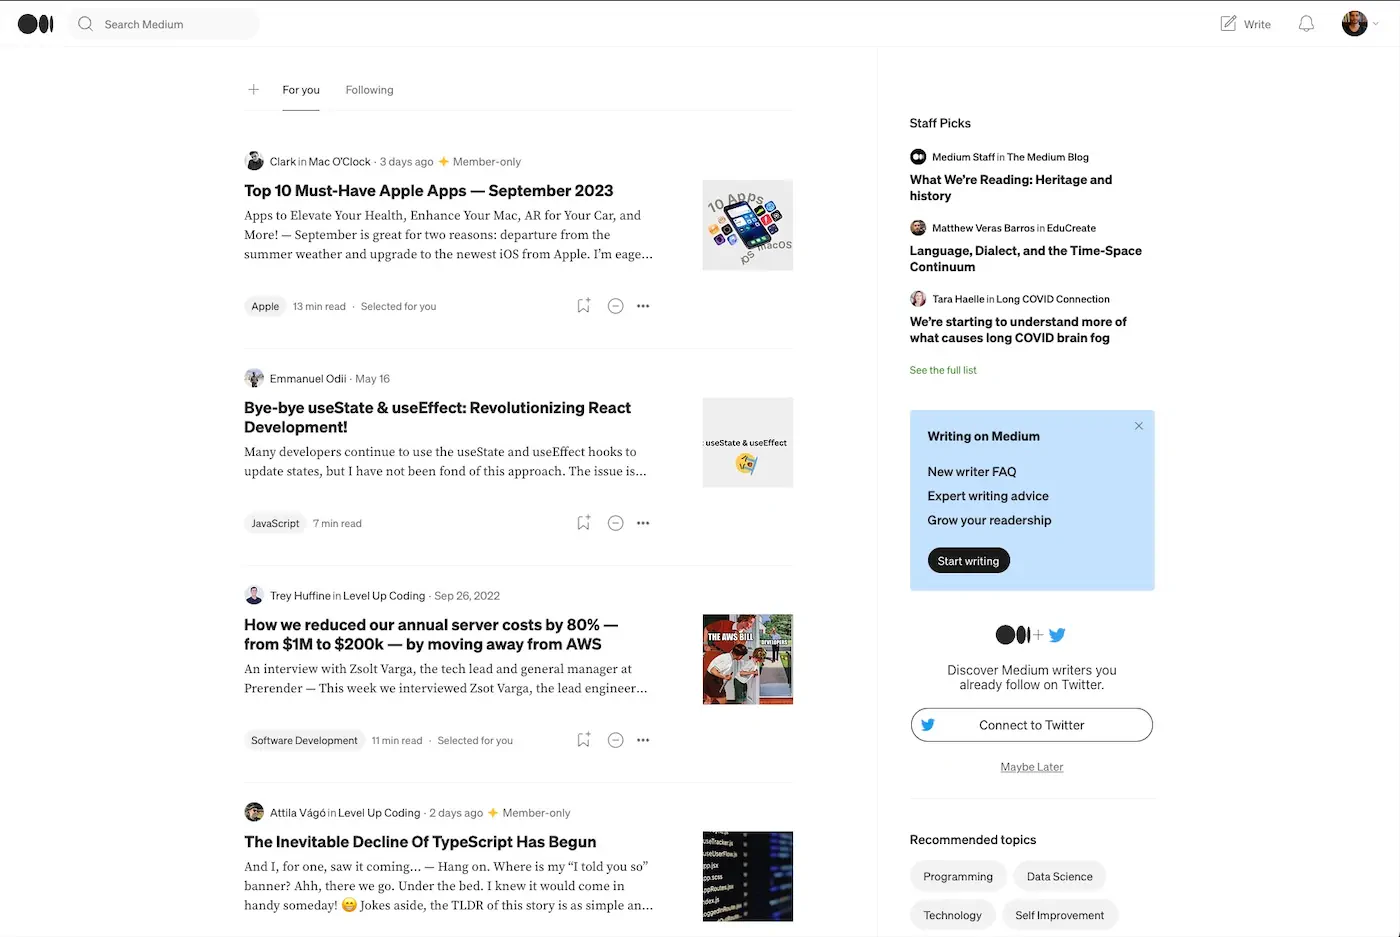 Search Medium
Write
For you
Following
Clark in Mac O'Clock · 3 days ago Member-only
Top 10 Must-Have Apple Apps — September 2023
Apps to Elevate Your Health, Enhance Your Mac, AR for Your Car, and
More! — September is great for two reasons: departure from the
summer weather and upgrade to the newest iOS from Apple. I'm eage...
10 Apps
macOS
iOS
Apple
13 min read · Selected for you
Emmanuel Odii · May 16
Bye-bye useState & useEffect: Revolutionizing React
Development!
Many developers continue to use the useState and useEffect hooks to
update states, but I have not been fond of this approach. The issue is...
: useState & useEffect
JavaScript
7 min read
Trey Huffine in Level Up Coding · Sep 26, 2022
How we reduced our annual server costs by 80% —
from $1M to $200k — by moving away from AWS
An interview with Zsolt Varga, the tech lead and general manager at
Prerender — This week we interviewed Zsot Varga, the lead engineer...
THE AWS BILL
DEVELOPERS
Software Development
11 min read · Selected for you
Attila Vágó in Level Up Coding · 2 days ago Member-only
The Inevitable Decline Of TypeScript Has Begun
And I, for one, saw it coming... — Hang on. Where is my “I told you so”
banner? Ahh, there we go. Under the bed. I knew it would come in
handy someday! 😁 Jokes aside, the TLDR of this story is as simple an...
useTracker.js
useUserFlow.js
app.jsx
app.scss
AppRoutes.jsx
index.js
Staff Picks
Medium Staff in The Medium Blog
What We're Reading: Heritage and
history
Matthew Veras Barros in EduCreate
Language, Dialect, and the Time-Space
Continuum
Tara Haelle in Long COVID Connection
We're starting to understand more of
what causes long COVID brain fog
See the full list
Writing on Medium
New writer FAQ
Expert writing advice
Grow your readership
Start writing
Discover Medium writers you
already follow on Twitter.
Connect to Twitter
Maybe Later
Recommended topics
Programming
Data Science
Technology
Self Improvement